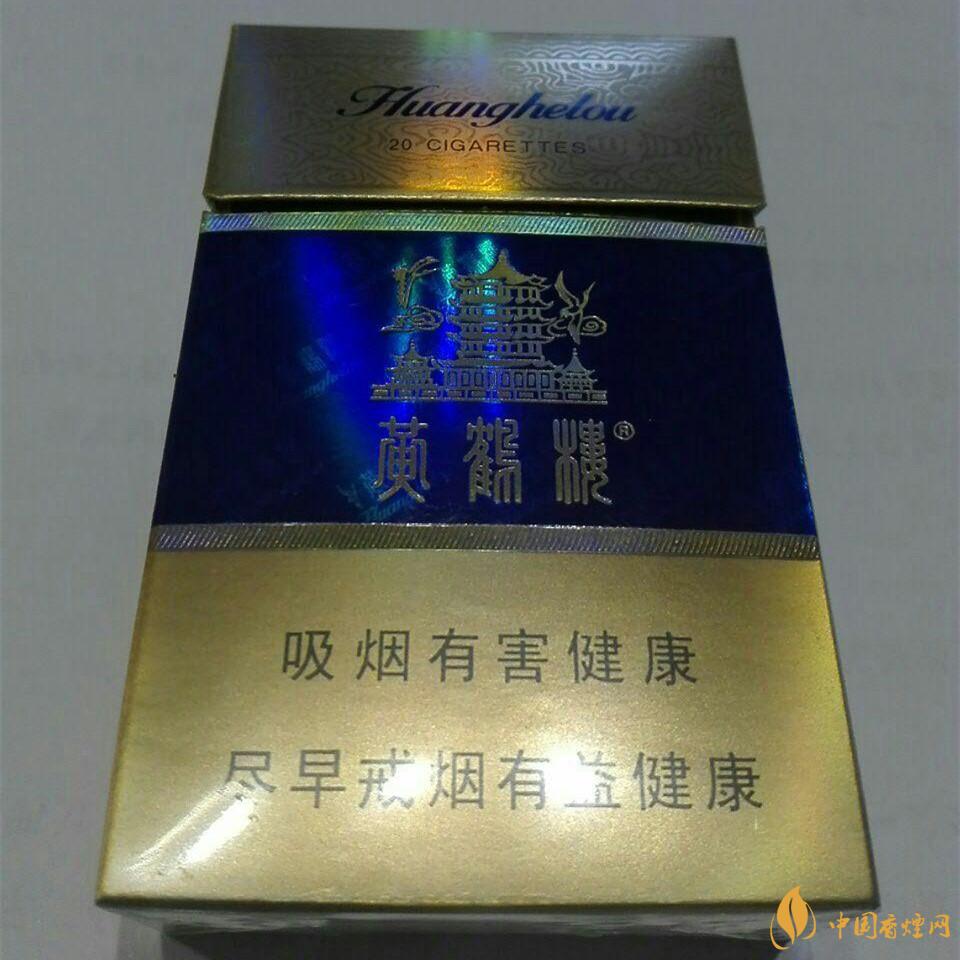 Huanghelou
20 CIGARETTES
黄鹤楼®
吸烟有害健康
尽早戒烟有益健康
中国香煙网